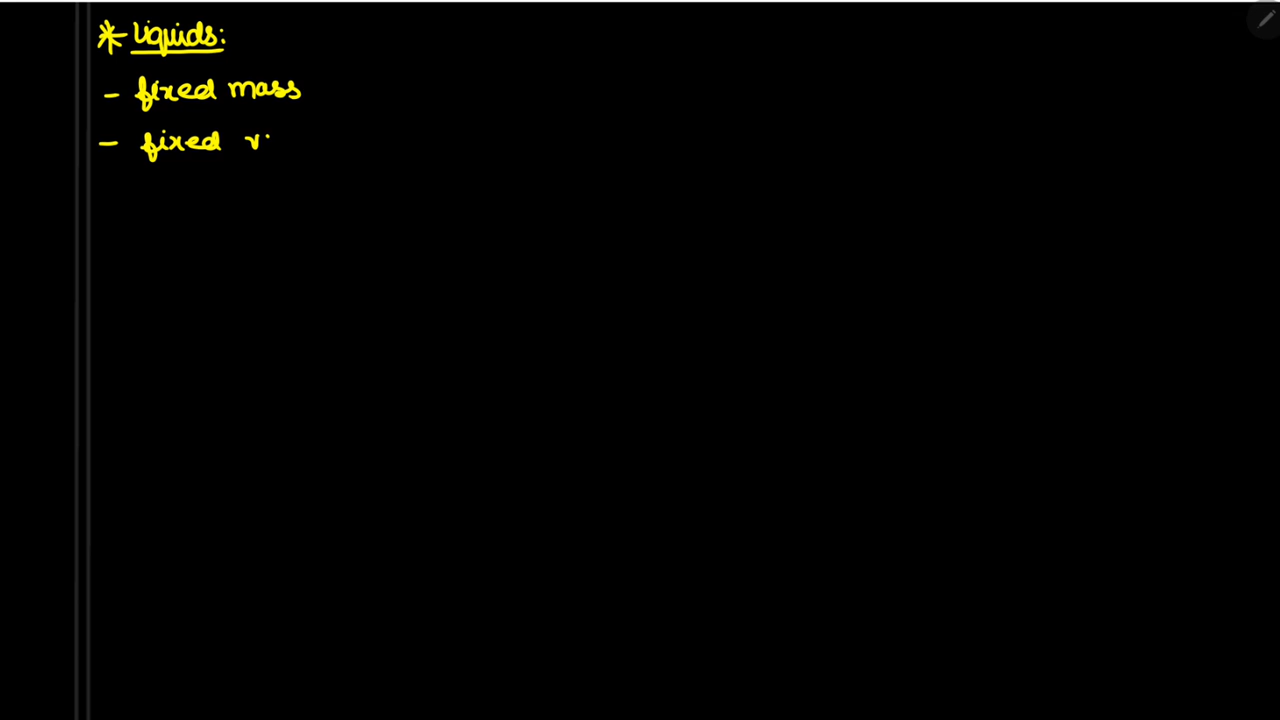 * Liquids:
- fixed mass
- fixed v